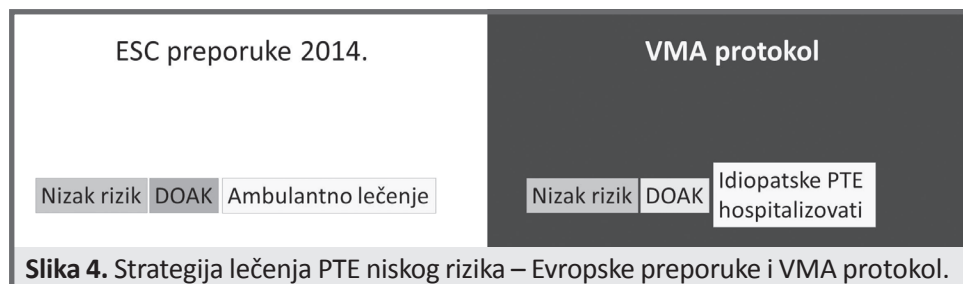 ESC preporuke 2014.
Nizak rizik DOAK Ambulantno lečenje
VMA protokol
Nizak rizik DOAK Idiopatske PTE
hospitalizovati
Slika 4. Strategija lečenja PTE niskog rizika – Evropske preporuke i VMA protokol.